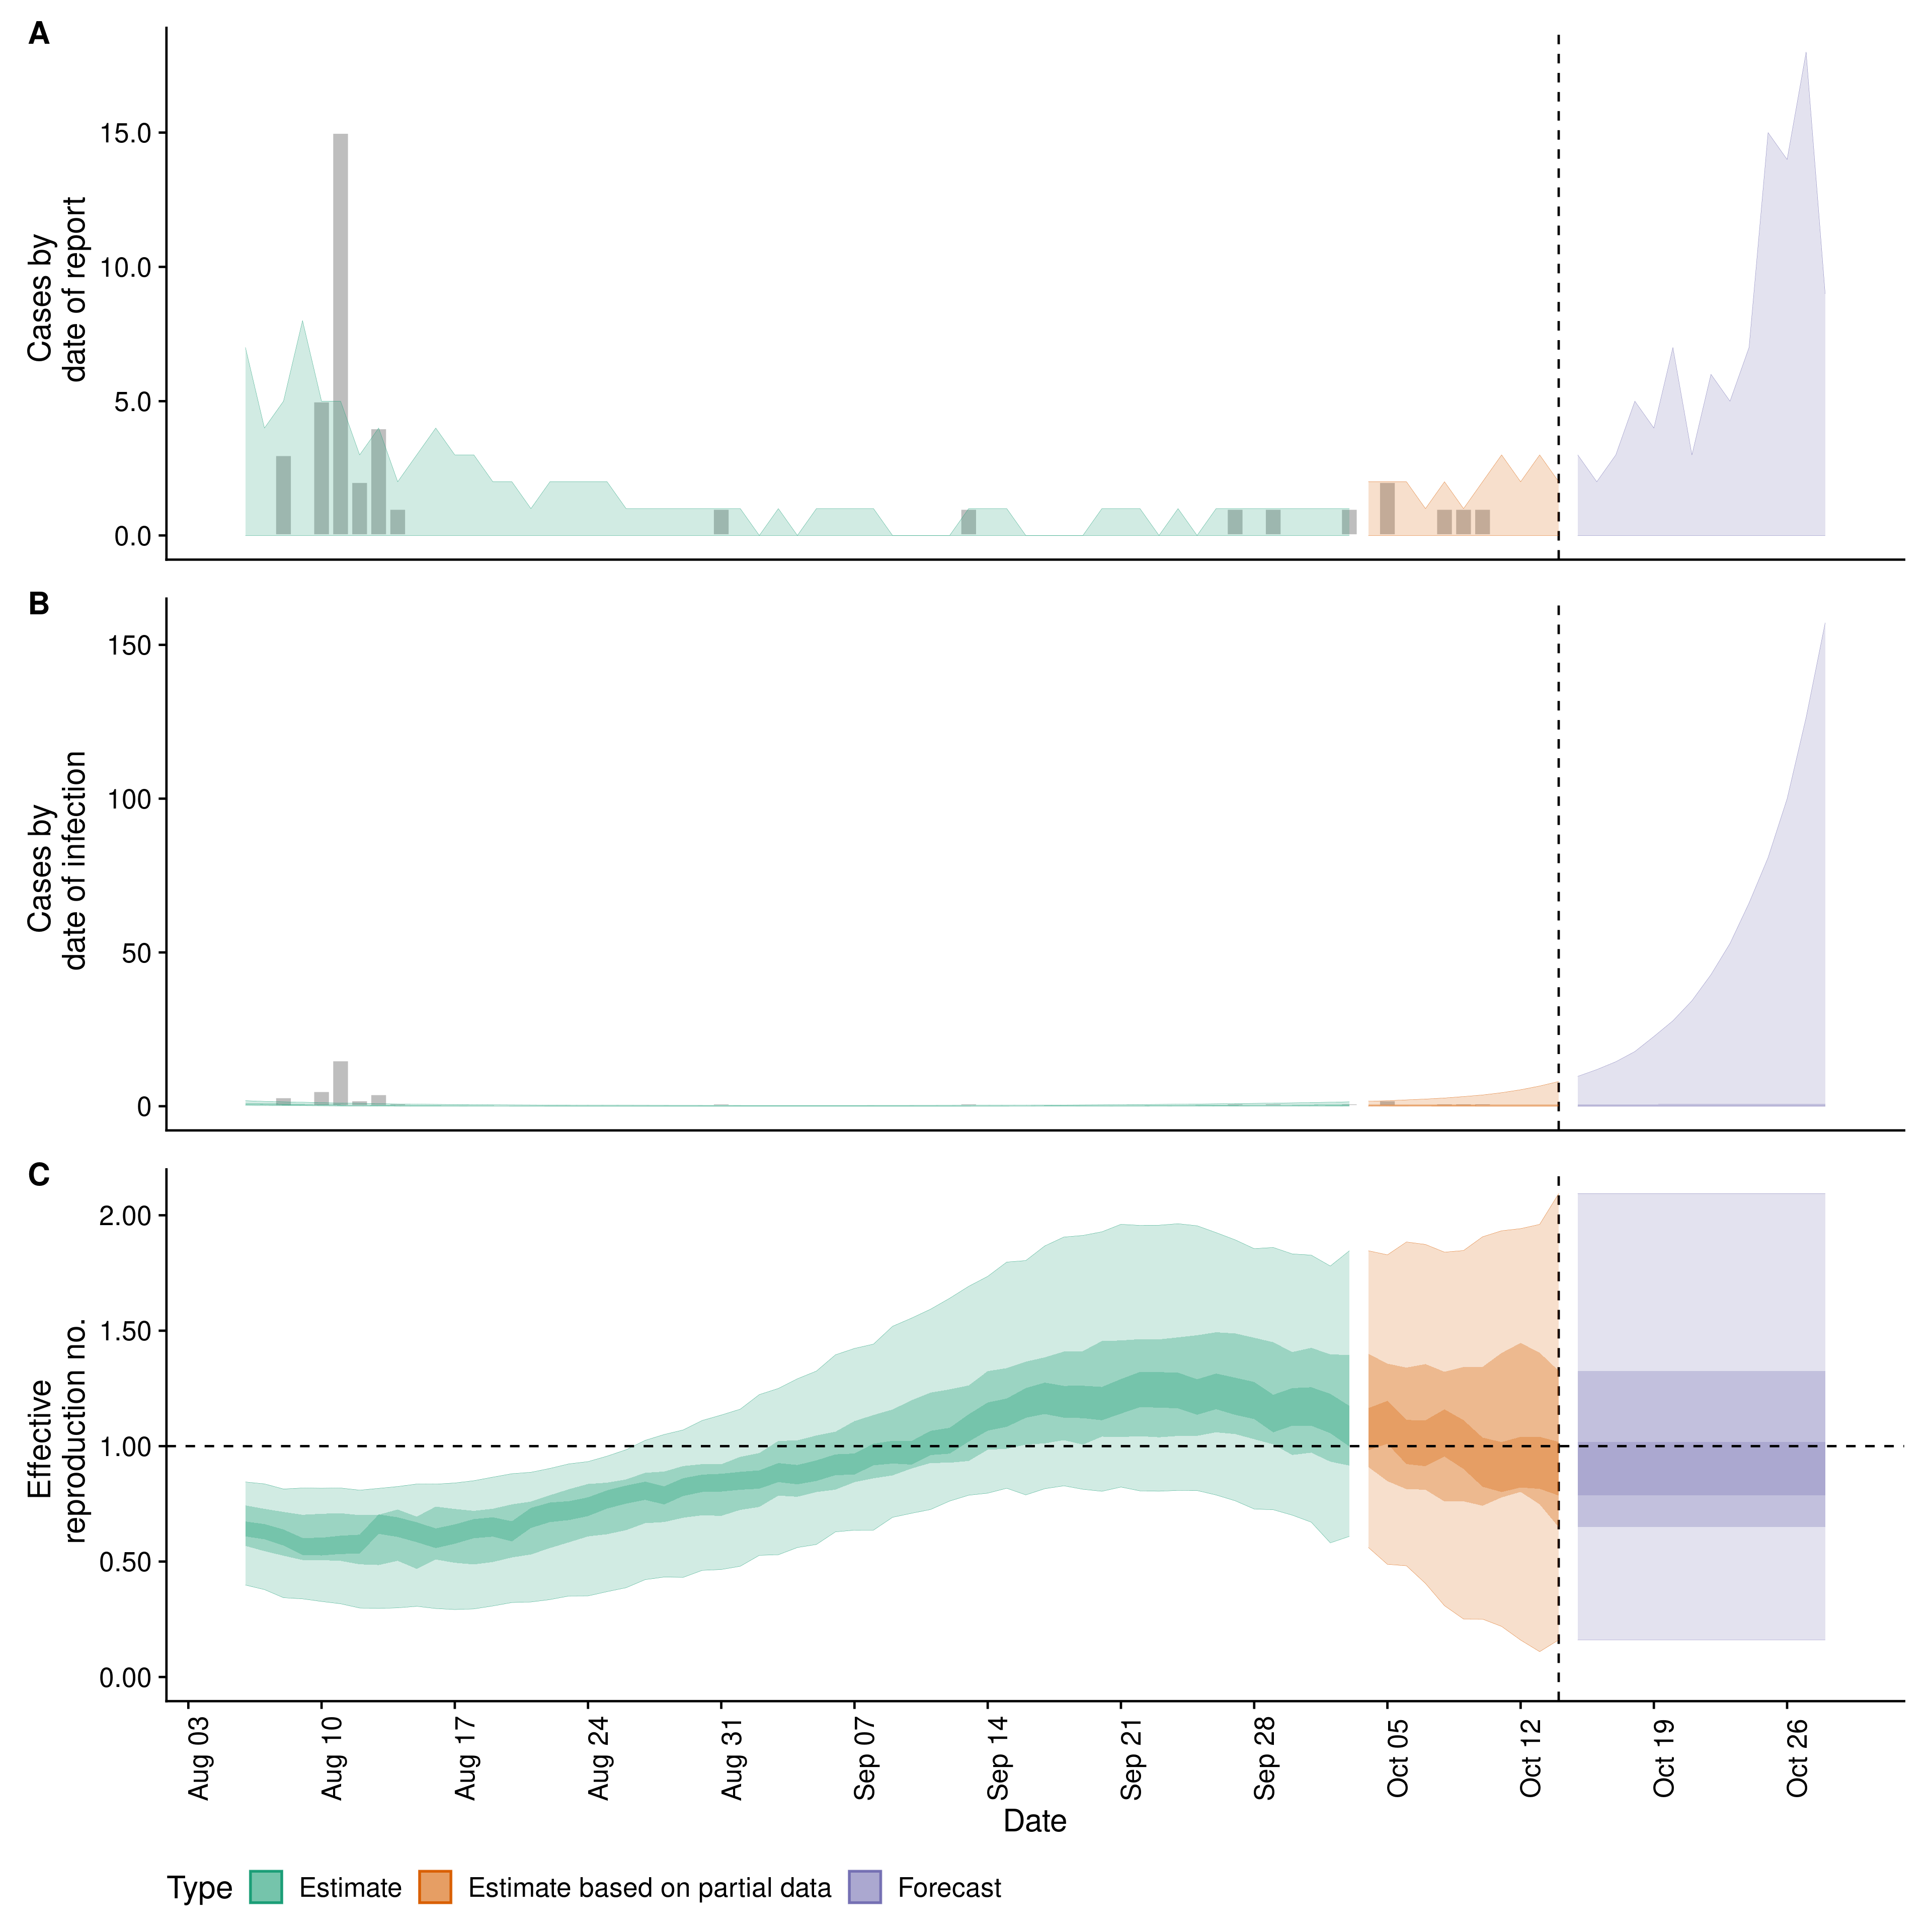 A
Cases by
date of report
15.0
10.0
5.0
0.0
B
Cases by
date of infection
150
100
50
0
C
Effective
reproduction no.
2.00
1.50
1.00
0.50
0.00
Aug 03
Aug 10
Aug 17
Aug 24
Aug 31
Sep 07
Sep 14
Sep 21
Sep 28
Oct 05
Oct 12
Oct 19
Oct 26
Date
Type Estimate Estimate based on partial data Forecast